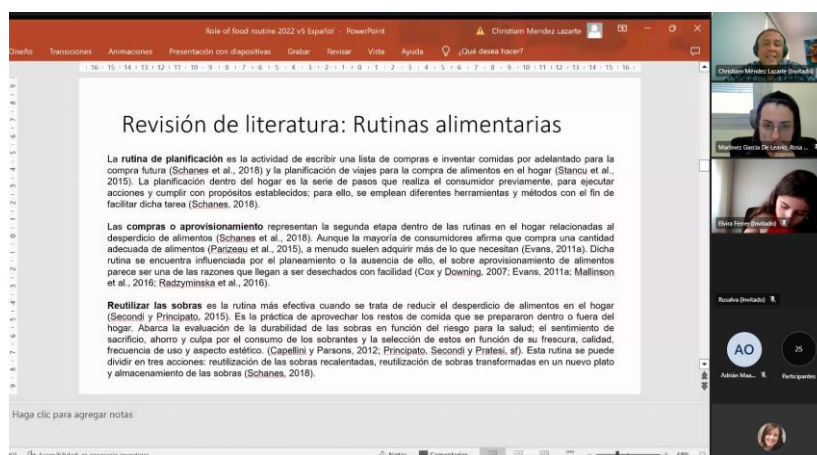 Role of food routine 2022 v5 Español - PowerPoint
Christiam Mendez Lazarte
Diseño Transiciones Animaciones Presentación con diapositivas Grabar Revisar Vista Ayuda ¿Qué desea hacer?
Revisión de literatura: Rutinas alimentarias
La rutina de planificación es la actividad de escribir una lista de compras e inventar comidas por adelantado para la
compra futura (Schanes et al., 2018) y la planificación de viajes para la compra de alimentos en el hogar (Stancu et al.,
2015). La planificación dentro del hogar es la serie de pasos que realiza el consumidor previamente, para ejecutar
acciones y cumplir con propósitos establecidos; para ello, se emplean diferentes herramientas y métodos con el fin de
facilitar dicha tarea (Schanes, 2018).
Las compras o aprovisionamiento representan la segunda etapa dentro de las rutinas en el hogar relacionadas al
desperdicio de alimentos (Schanes et al., 2018). Aunque la mayoría de consumidores afirma que compra una cantidad
adecuada de alimentos (Parizeau et al., 2015), a menudo suelen adquirir más de lo que necesitan (Evans, 2011a). Dicha
rutina se encuentra influenciada por el planeamiento o la ausencia de ello, el sobre aprovisionamiento de alimentos
parece ser una de las razones que llegan a ser desechados con facilidad (Cox y Downing, 2007; Evans, 2011a; Mallinson
et al., 2016; Radzyminska et al., 2016).
Reutilizar las sobras es la rutina más efectiva cuando se trata de reducir el desperdicio de alimentos en el hogar
(Secondi y Principato, 2015). Es la práctica de aprovechar los restos de comida que se prepararon dentro o fuera del
hogar. Abarca la evaluación de la durabilidad de las sobras en función del riesgo para la salud; el sentimiento de
sacrificio, ahorro y culpa por el consumo de los sobrantes y la selección de estos en función de su frescura, calidad,
frecuencia de uso y aspecto estético. (Capellini y Parsons, 2012; Principato, Secondi y Pratesi, sf). Esta rutina se puede
dividir en tres acciones: reutilización de las sobras recalentadas, reutilización de sobras transformadas en un nuevo plato
y almacenamiento de las sobras (Schanes, 2018).
Haga clic para agregar notas
Notas Comentarios
Christiam Méndez Lazarte (Invitado)
Martinez Garcia De Leaniz, Rosa ...
Elvira Ferrer (Invitado)
Rosalva (Invitado)
AO
25
Adrián Maa...
Participantes